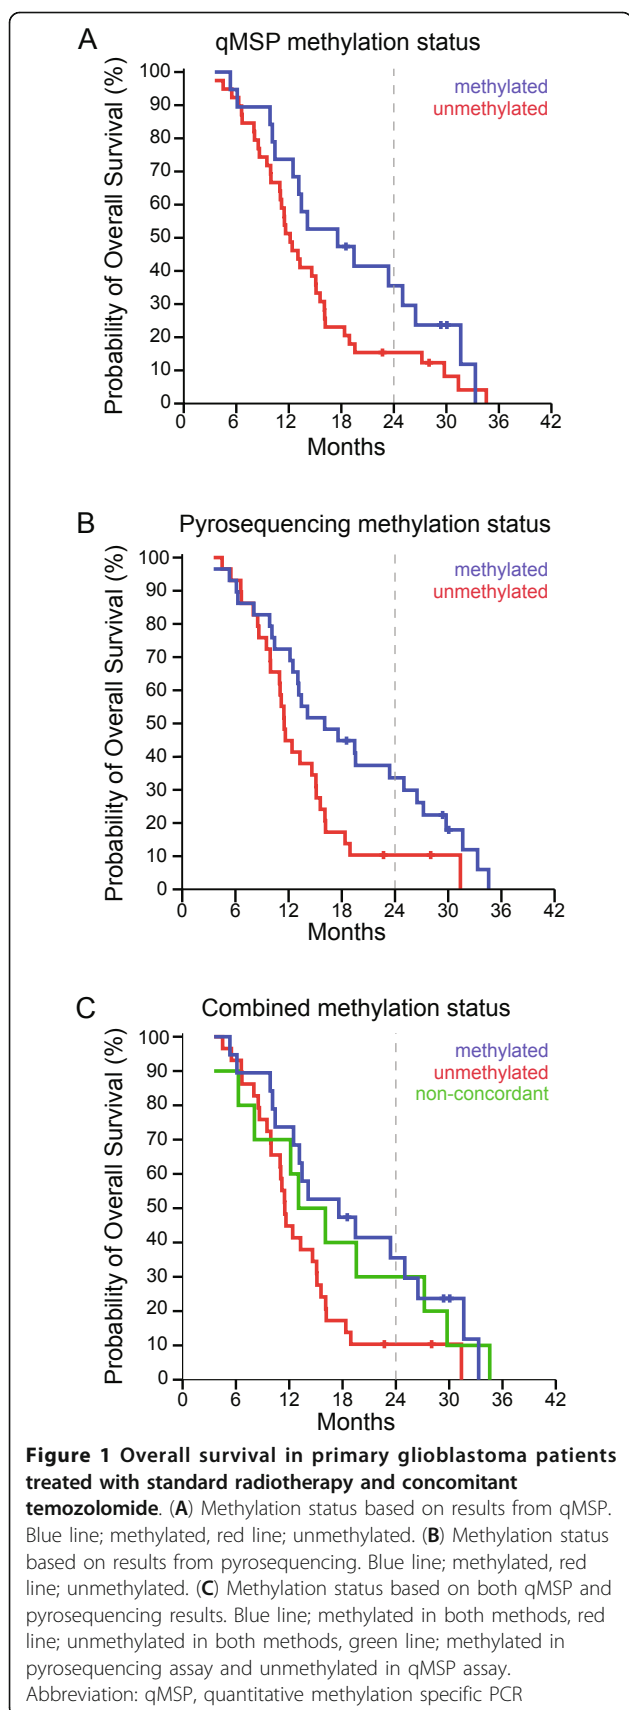 A
qMSP methylation status
Probability of Overall Survival (%)
100
90
80
70
60
50
40
30
20
10
0
methylated
unmethylated
0 6 12 18 24 30 36 42
Months
B
Pyrosequencing methylation status
Probability of Overall Survival (%)
100
90
80
70
60
50
40
30
20
10
0
methylated
unmethylated
0 6 12 18 24 30 36 42
Months
C
Combined methylation status
Probability of Overall Survival (%)
100
90
80
70
60
50
40
30
20
10
0
methylated
unmethylated
non-concordant
0 6 12 18 24 30 36 42
Months
Figure 1 Overall survival in primary glioblastoma patients
treated with standard radiotherapy and concomitant
temozolomide. (A) Methylation status based on results from qMSP.
Blue line; methylated, red line; unmethylated. (B) Methylation status
based on results from pyrosequencing. Blue line; methylated, red
line; unmethylated. (C) Methylation status based on both qMSP and
pyrosequencing results. Blue line; methylated in both methods, red
line; unmethylated in both methods, green line; methylated in
pyrosequencing assay and unmethylated in qMSP assay.
Abbreviation: qMSP, quantitative methylation specific PCR